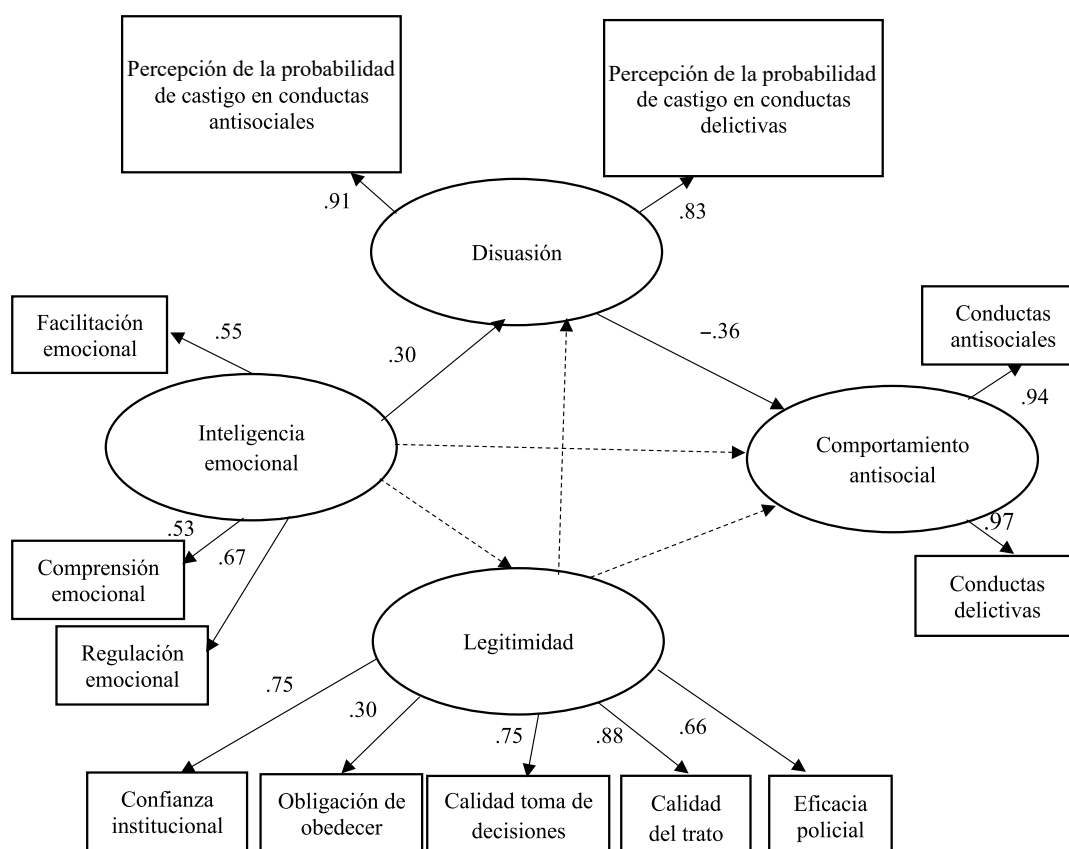 Percepción de la probabilidad
de castigo en conductas
antisociales
Percepción de la probabilidad
de castigo en conductas
delictivas
.91
.83
Disuasión
Facilitación
emocional
.55
.30
−.36
Conductas
antisociales
.94
Inteligencia
emocional
Comportamiento
antisocial
.53
.67
.97
Comprensión
emocional
Conductas
delictivas
Regulación
emocional
Legitimidad
.75
.30
.75
.88
.66
Confianza
institucional
Obligación de
obedecer
Calidad toma de
decisiones
Calidad
del trato
Eficacia
policial